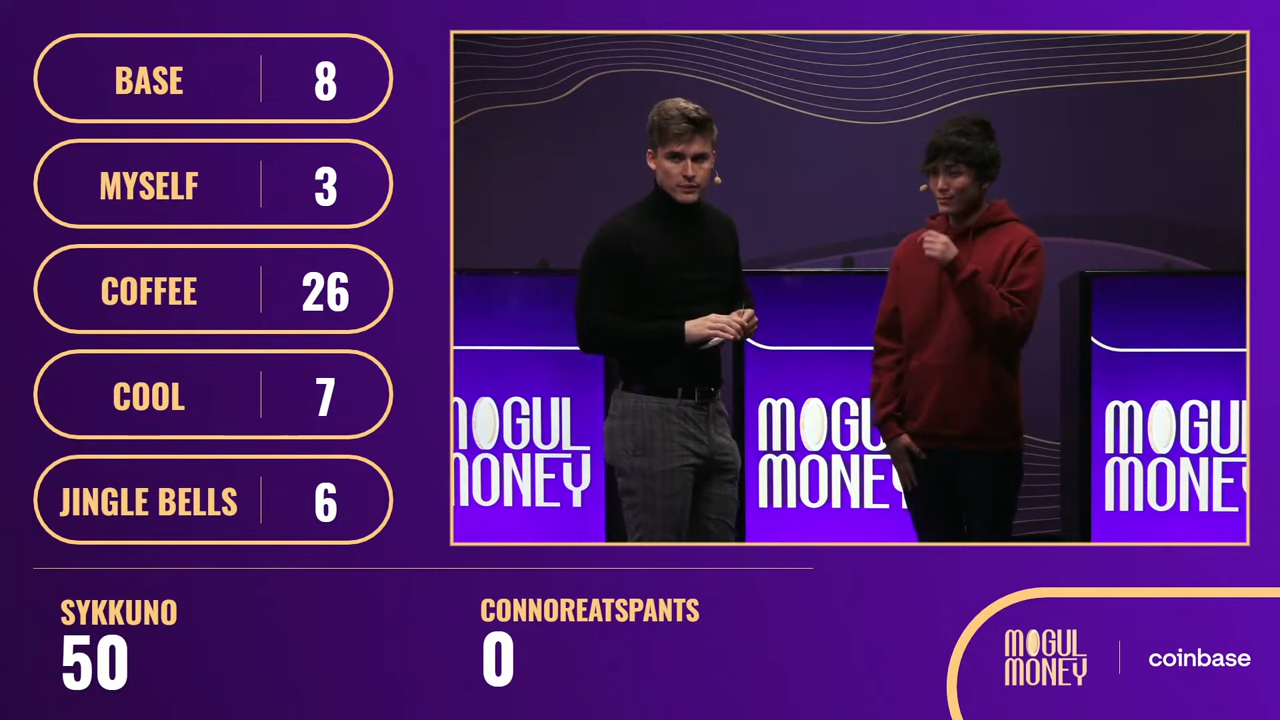 BASE 8
MYSELF 3
COFFEE 26
COOL 7
JINGLE BELLS 6
MOGUL
MONEY
MOGUL
MONEY
MOGUL
MONEY
SYKKUNO
50
CONNOREATSPANTS
0
MOGUL
MONEY
coinbase